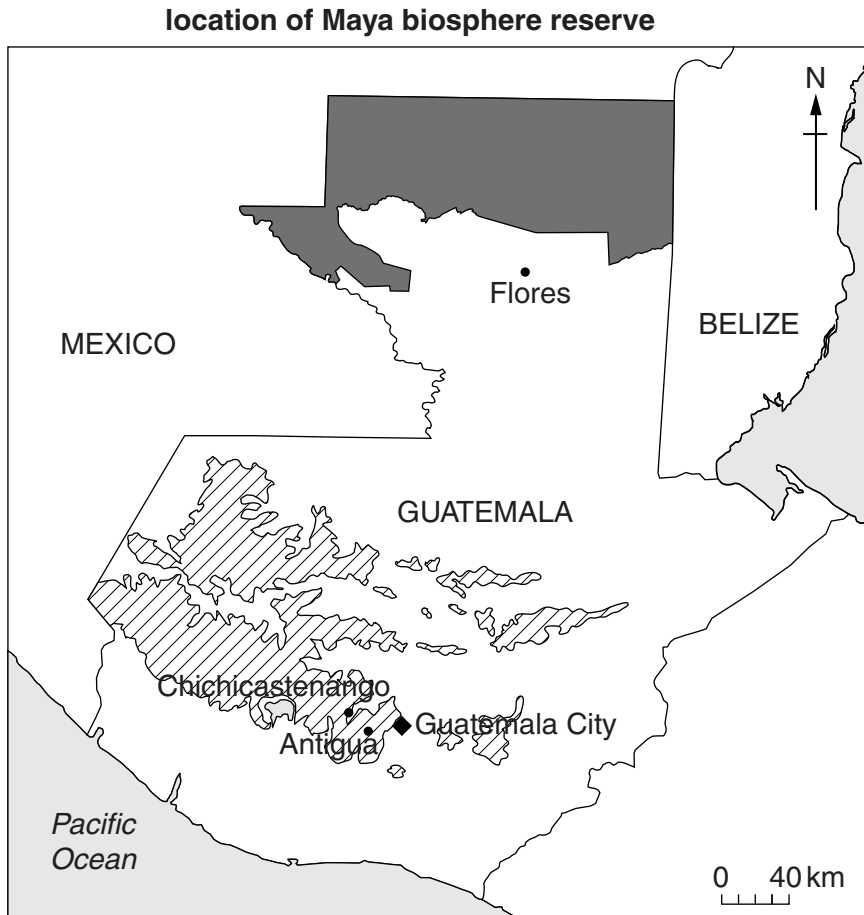 location of Maya biosphere reserve
N
Flores
BELIZE
MEXICO
GUATEMALA
Chichicastenango
Guatemala City
Antigua
Pacific
Ocean
0 40 km